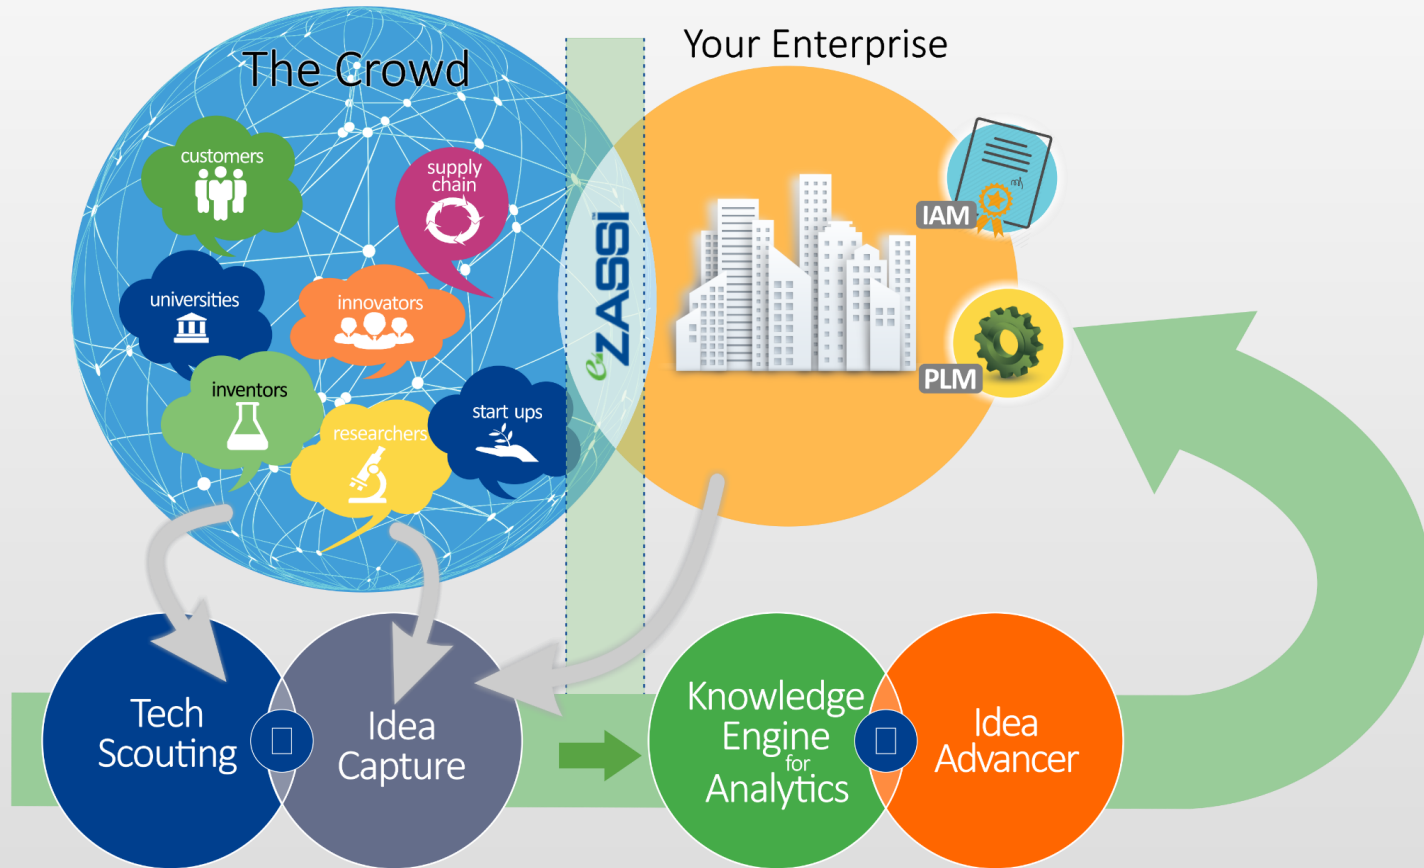 The Crowd
Your Enterprise
customers
supply
chain
universities
innovators
inventors
researchers
start ups
eZASSi
IAM
PLM
Tech
Scouting
Idea
Capture
Knowledge
Engine
for
Analytics
Idea
Advancer